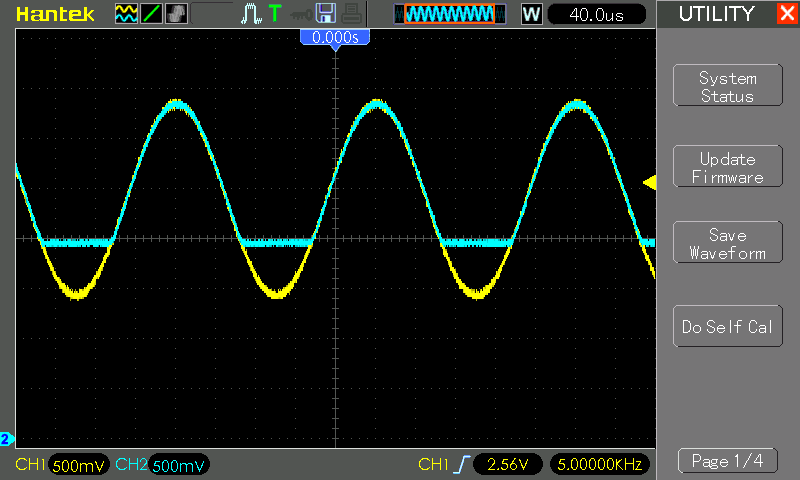 Hantek
T
W
40.0us
UTILITY
0.000s
System
Status
Update
Firmware
Save
Waveform
Do Self Cal
2
CH1 500mV CH2 500mV CH1 2.56V 5.00000KHz
Page 1/4